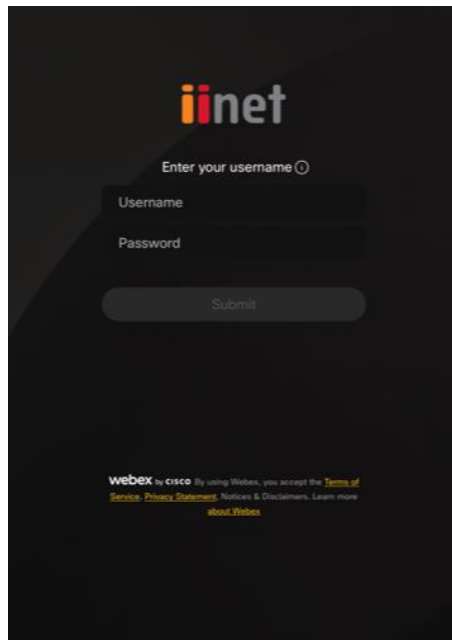 iinet
Enter your username
Username
Password
Submit
webex by CISCO By using Webex, you accept the Terms of
Service, Privacy Statement, Notices & Disclaimers. Learn more
about Webex